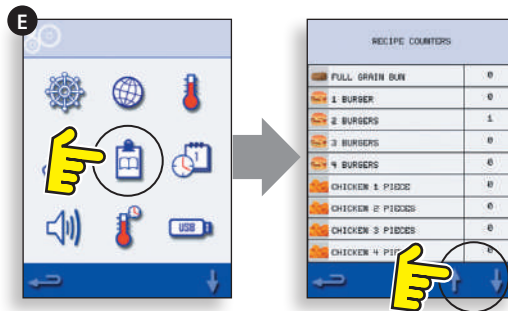 E
1
USB
RECIPE COUNTERS
FULL GRAIN BUN 0
1 BURGER 0
2 BURGERS 1
3 BURGERS 0
4 BURGERS 0
CHICKEN 1 PIECE 0
CHICKEN 2 PIECES 0
CHICKEN 3 PIECES 0
CHICKEN 4 0